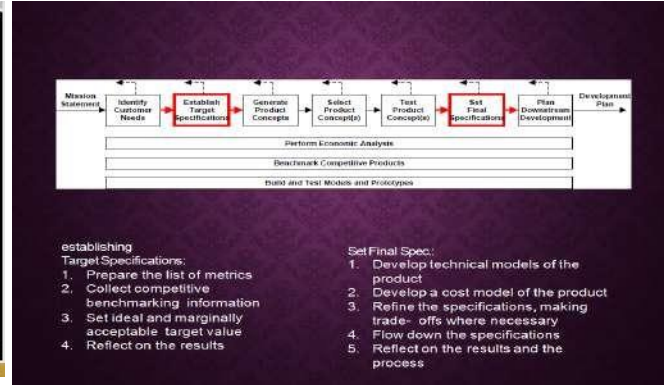 Mission
Statement
Identify
Customer
Needs
Establish
Target
Specifications
Generate
Product
Concepts
Select
Product
Concept(s)
Test
Product
Concept(s)
Set
Final
Specifications
Plan
Downstream
Development
Development
Plan
Perform Economic Analysis
Benchmark Competitive Products
Build and Test Models and Prototypes
establishing
Target Specifications:
1. Prepare the list of metrics
2. Collect competitive
benchmarking information
3. Set ideal and marginally
acceptable target value
4. Reflect on the results
Set Final Spec.:
1. Develop technical models of the
product
2. Develop a cost model of the product
3. Refine the specifications, making
trade- offs where necessary
4. Flow down the specifications
5. Reflect on the results and the
process